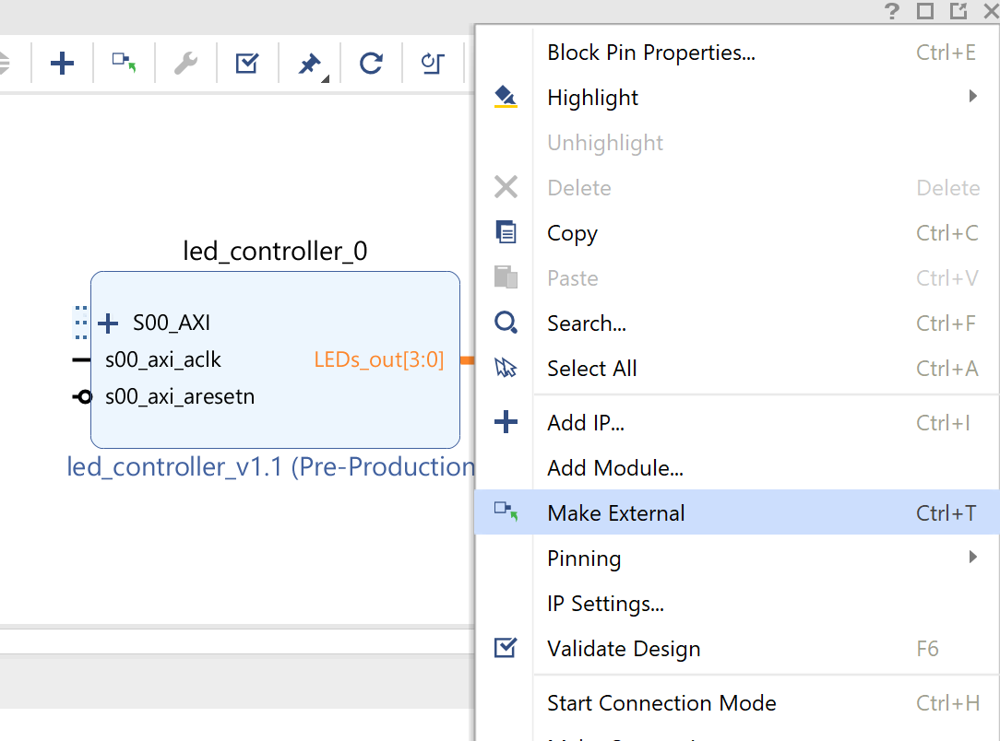 ?
Block Pin Properties... Ctrl+E
Highlight
Unhighlight
Delete Delete
Copy Ctrl+C
Paste Ctrl+V
Search... Ctrl+F
Select All Ctrl+A
Add IP... Ctrl+I
Add Module...
Make External Ctrl+T
Pinning
IP Settings...
Validate Design F6
Start Connection Mode Ctrl+H
led_controller_0
S00_AXI
s00_axi_aclk LEDs_out[3:0]
s00_axi_aresetn
led_controller_v1.1 (Pre-Production